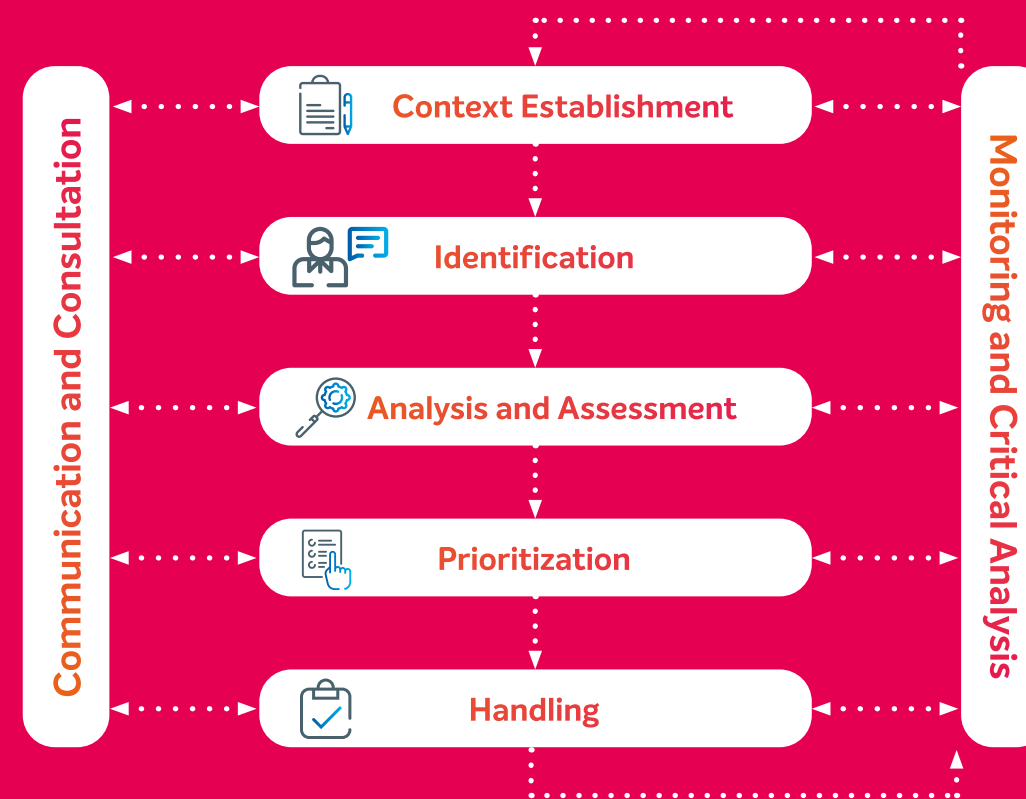 Communication and Consultation
Context Establishment
Identification
Analysis and Assessment
Prioritization
Handling
Monitoring and Critical Analysis